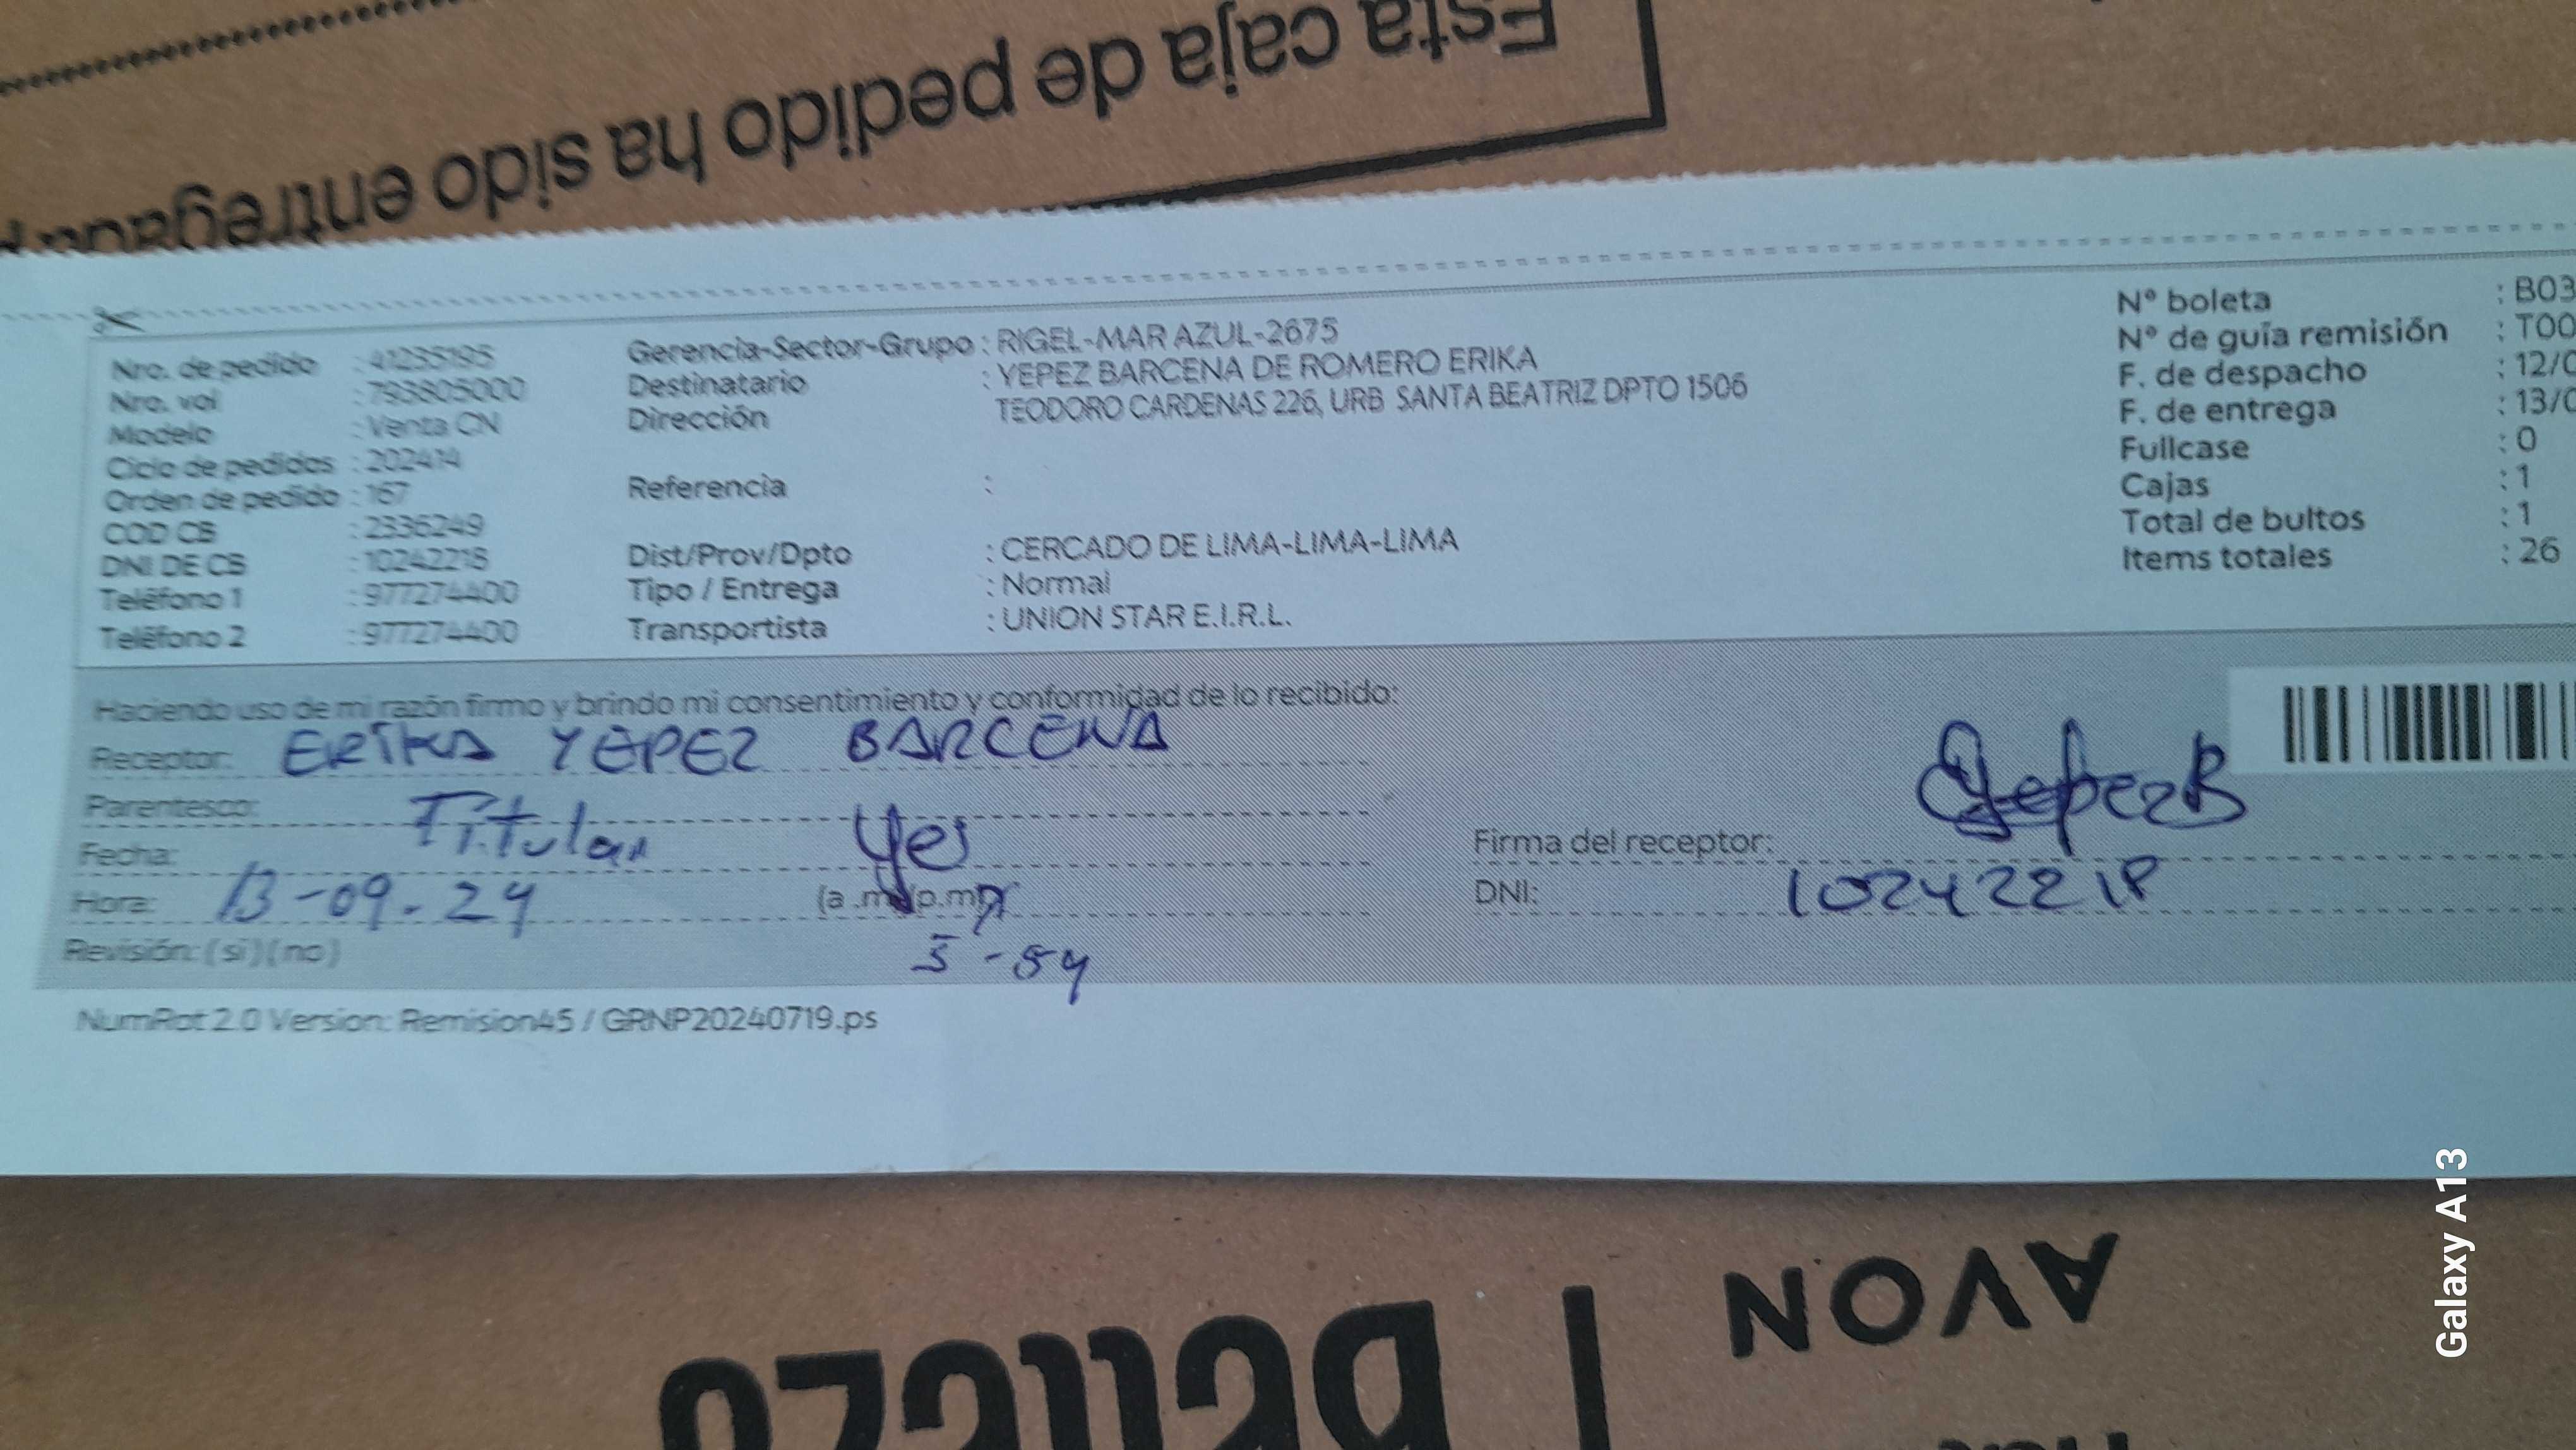 Esta caja de pedido ha sido entregada
Nro. de pedido : 41235195
Nro. vol : 793805000
Modelo : Venta CN
Ciclo de pedidos : 202414
Orden de pedido : 167
COD CB : 2336249
DNI DE CB : 10242218
Teléfono 1 : 977274400
Teléfono 2 : 977274400
Gerencia-Sector-Grupo : RIGEL-MAR AZUL-2675
Destinatario : YEPEZ BARCENA DE ROMERO ERIKA
Dirección TEODORO CARDENAS 226, URB SANTA BEATRIZ DPTO 1506
Referencia :
Dist/Prov/Dpto : CERCADO DE LIMA-LIMA-LIMA
Tipo / Entrega : Normal
Transportista : UNION STAR E.I.R.L.
N° boleta : B03
N° de guía remisión : T00
F. de despacho : 12/0
F. de entrega : 13/0
Fullcase : 0
Cajas : 1
Total de bultos : 1
Items totales : 26
Haciendo uso de mi razón firmo y brindo mi consentimiento y conformidad de lo recibido:
Receptor: ERIKA YEPEZ BARCENA
Parentesco: Titular
Fecha: Yes
Hora: 13-09-24 (a.m/p.m)
5-54
Revisión: (si)(no)
Firma del receptor: YepezB
DNI: 10242218
NumRot 2.0 Version: Remision45 / GRNP20240719.ps
AVON
belleza
Galaxy A13